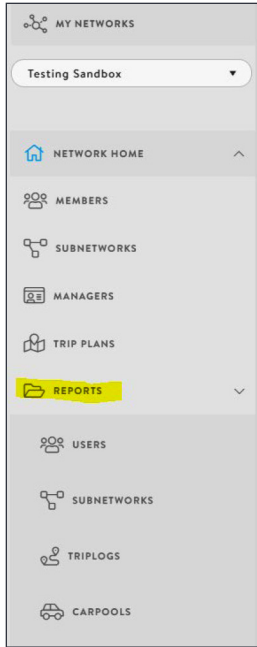 MY NETWORKS
Testing Sandbox
NETWORK HOME
MEMBERS
SUBNETWORKS
MANAGERS
TRIP PLANS
REPORTS
USERS
SUBNETWORKS
TRIPLOGS
CARPOOLS